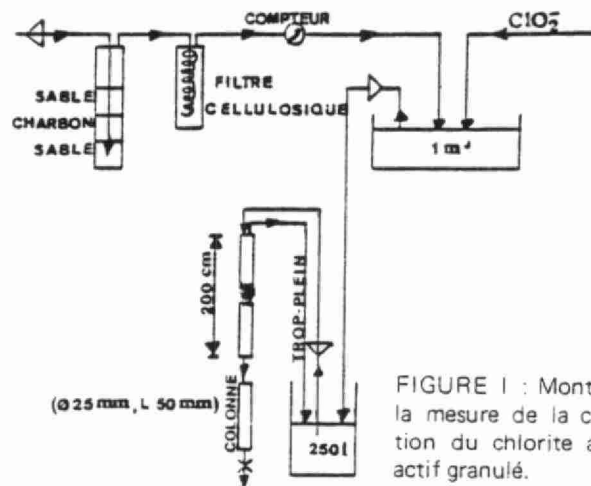 COMPTEUR
ClO₂⁻
FILTRE
CELLULOSIQUE
SABLE
CHARBON
SABLE
1 m³
200 cm
TROP-PLEIN
(Ø 25 mm, L 50 mm)
COLONNE
250 l
FIGURE I : Mont
la mesure de la c
tion du chlorite a
actif granulé.